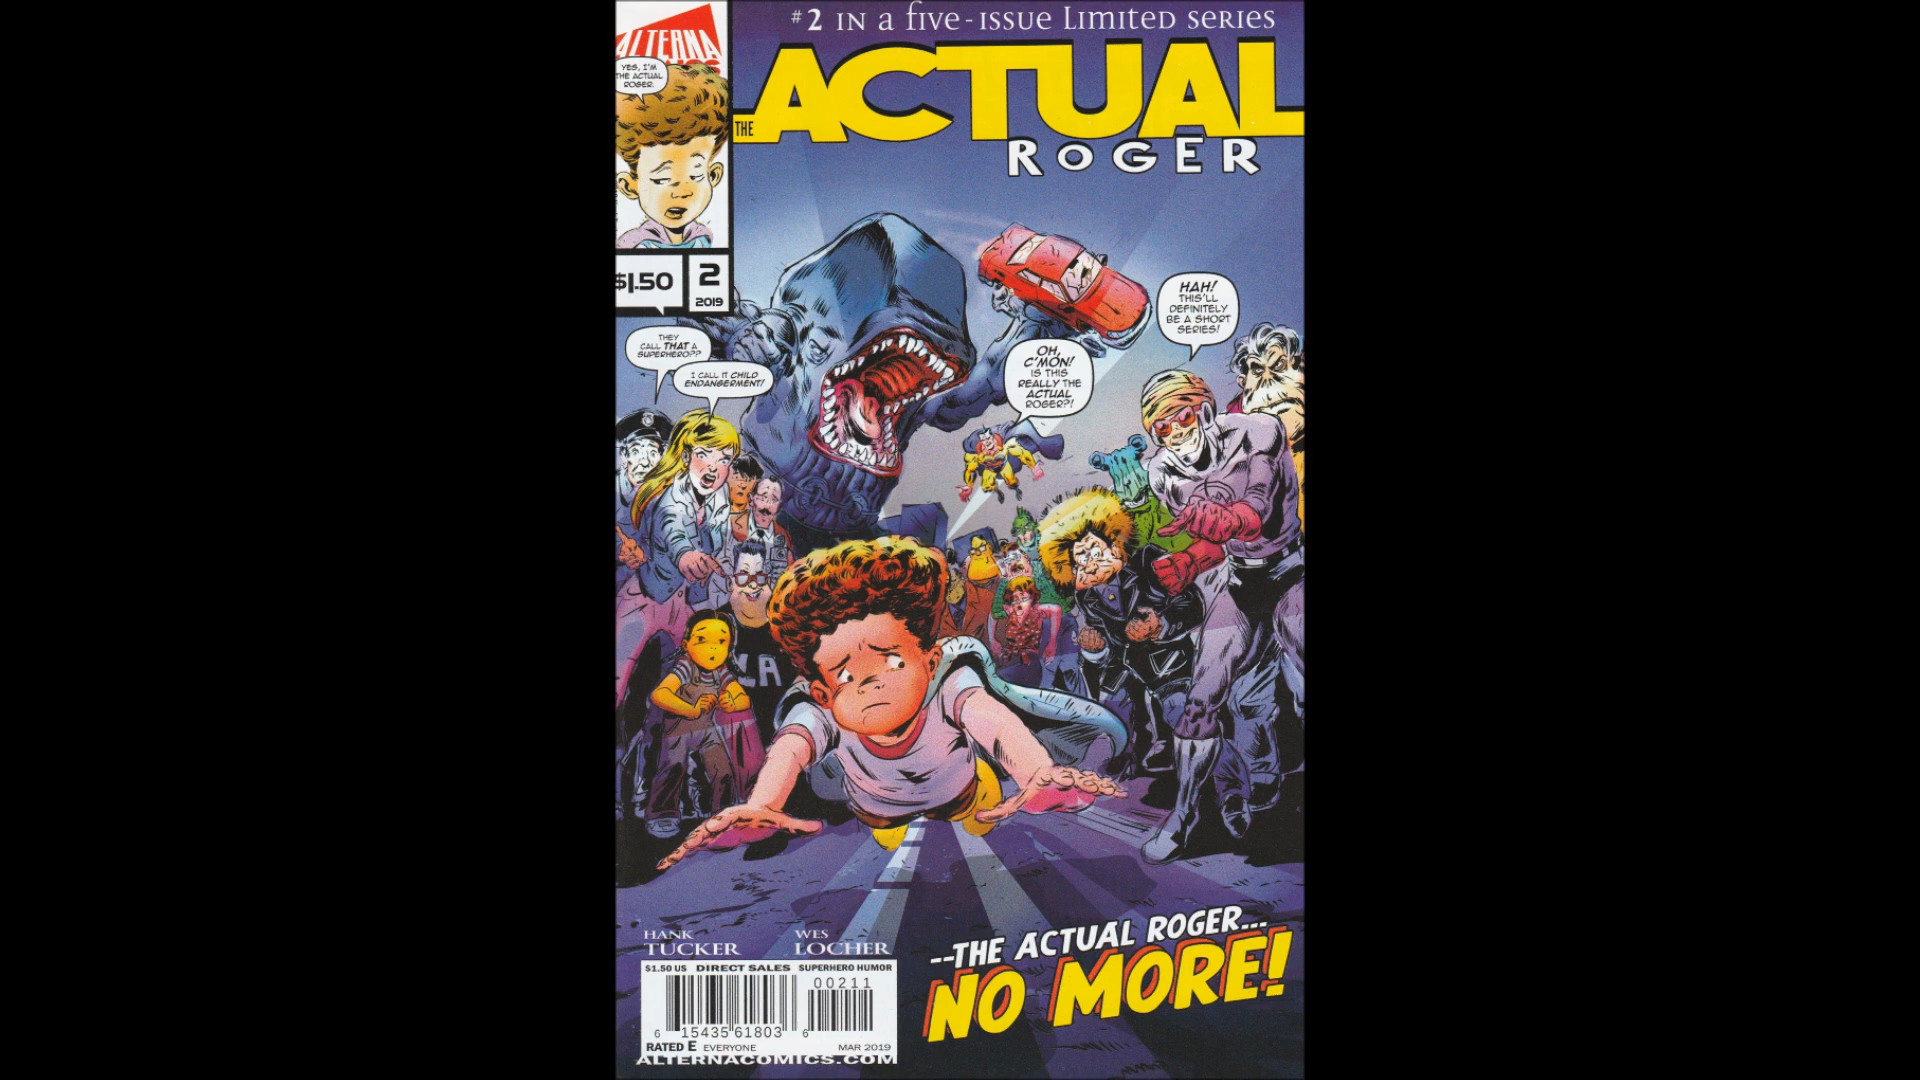 #2 IN A FIVE-ISSUE LIMITED SERIES
ALTERNA
COMICS
YES, I'M
THE ACTUAL
ROGER.
THE ACTUAL
ROGER
$1.50
2
2019
THEY
CALL THAT A
SUPERHERO??
I CALL IT CHILD
ENDANGERMENT!
OH,
C'MON!
IS THIS
REALLY THE
ACTUAL
ROGER?!
HAH!
THIS'LL
DEFINITELY
BE A SHORT
SERIES!
LA
HANK
TUCKER
WES
LOCHER
--THE ACTUAL ROGER...
NO MORE!
$1.50 US DIRECT SALES SUPERHERO HUMOR
00211
6 15435 61803 6
RATED E EVERYONE MAR 2019
ALTERNACOMICS.COM